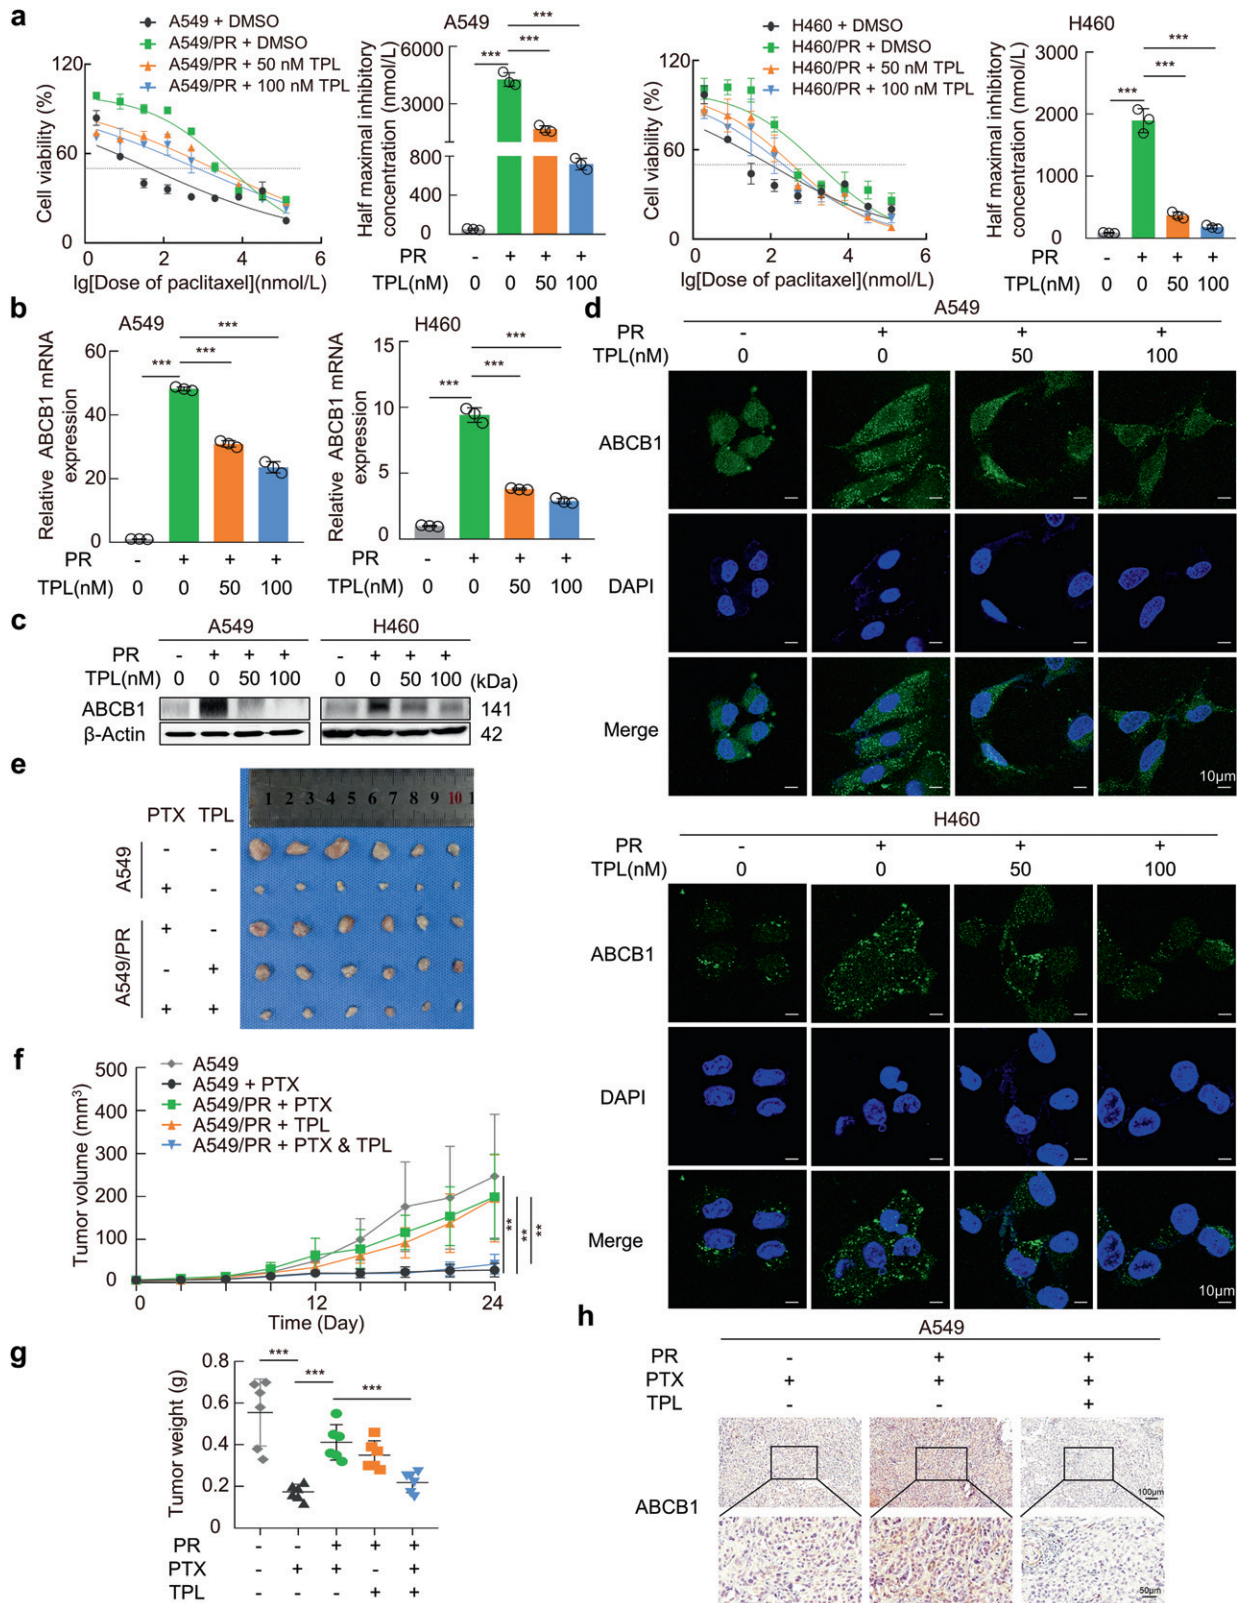 a
A549 + DMSO
A549/PR + DMSO
A549/PR + 50 nM TPL
A549/PR + 100 nM TPL
Cell viability (%)
120
60
0
0 2 4 6
lg[Dose of paclitaxel](nmol/L)
A549
Half maximal inhibitory
concentration (nmol/L)
6000
3000
800
400
0
*** *** ***
PR - + + +
TPL(nM) 0 0 50 100
H460 + DMSO
H460/PR + DMSO
H460/PR + 50 nM TPL
H460/PR + 100 nM TPL
Cell viability (%)
120
60
0
0 2 4 6
lg[Dose of paclitaxel](nmol/L)
H460
Half maximal inhibitory
concentration (nmol/L)
3000
2000
1000
0
*** *** ***
PR - + + +
TPL(nM) 0 0 50 100
b
A549
Relative ABCB1 mRNA
expression
60
40
20
0
*** *** ***
PR - + + +
TPL(nM) 0 0 50 100
H460
Relative ABCB1 mRNA
expression
15
10
5
0
*** *** ***
- + + +
0 0 50 100
c
A549 H460
PR - + + + - + + +
TPL(nM) 0 0 50 100 0 0 50 100 (kDa)
ABCB1 141
β-Actin 42
d
A549
PR - + + +
TPL(nM) 0 0 50 100
ABCB1
DAPI
Merge
10μm
H460
PR - + + +
TPL(nM) 0 0 50 100
ABCB1
DAPI
Merge
10μm
e
1 2 3 4 5 6 7 8 9 10 1
PTX TPL
A549
- -
+ -
A549/PR
+ -
- +
+ +
f
A549
A549 + PTX
A549/PR + PTX
A549/PR + TPL
A549/PR + PTX & TPL
Tumor volume (mm³)
500
400
300
200
100
0
0 12 24
Time (Day)
** ** **
g
Tumor weight (g)
0.8
0.6
0.4
0.2
0
*** *** ***
PR - - + + +
PTX - + + - +
TPL - - - + +
h
A549
PR - + +
PTX + + +
TPL - - +
ABCB1
100μm
50μm